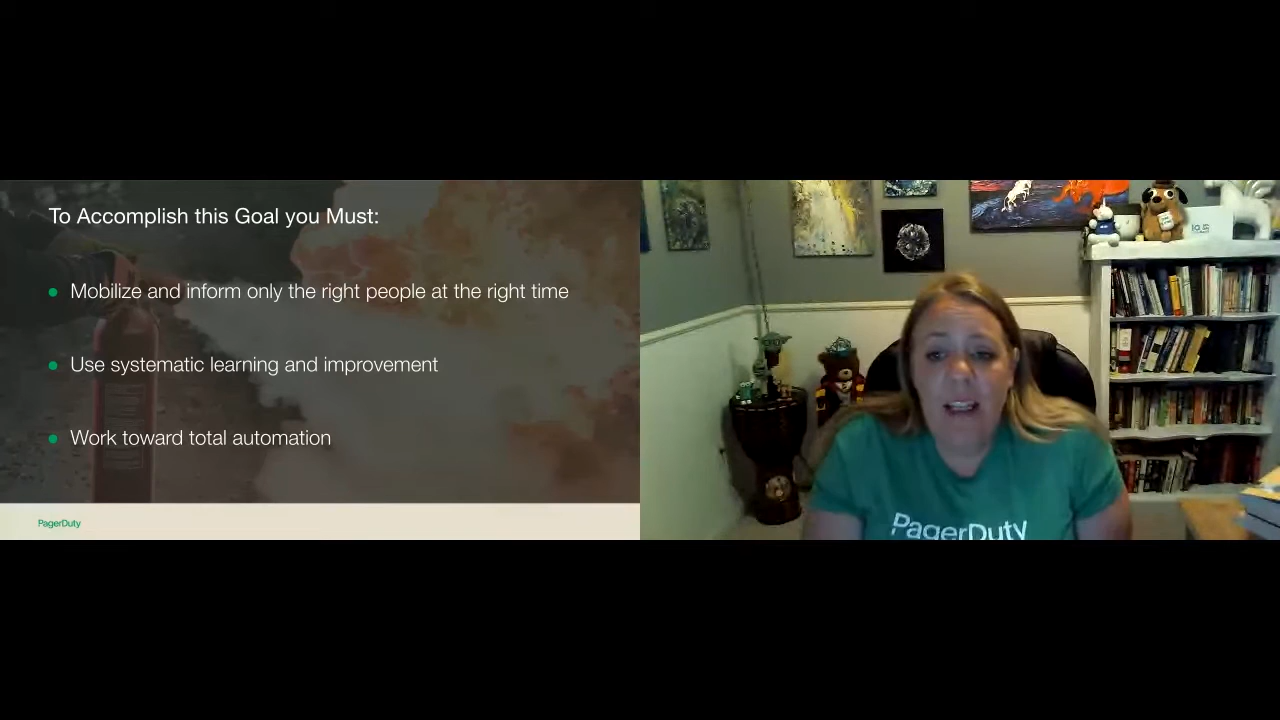 To Accomplish this Goal you Must:
Mobilize and inform only the right people at the right time
Use systematic learning and improvement
Work toward total automation
PagerDuty
PagerDuty